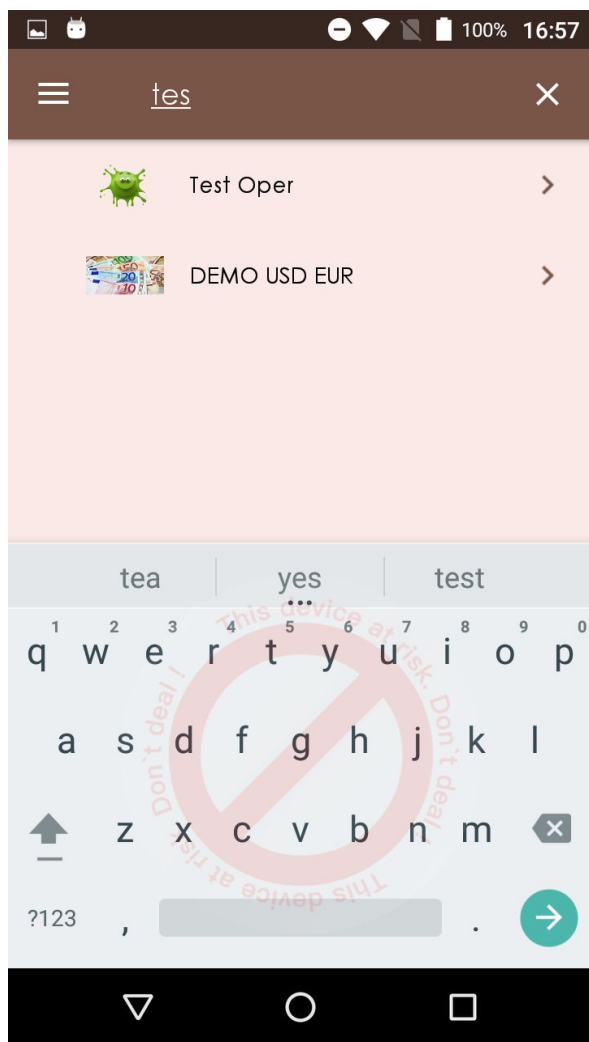 100% 16:57
tes
Test Oper
DEMO USD EUR
tea yes test
This device at risk. Don`t deal! This device at risk Don`t deal !
1 2 3 4 5 6 7 8 9 0
q w e r t y u i o p
a s d f g h j k l
z x c v b n m
?123 , .